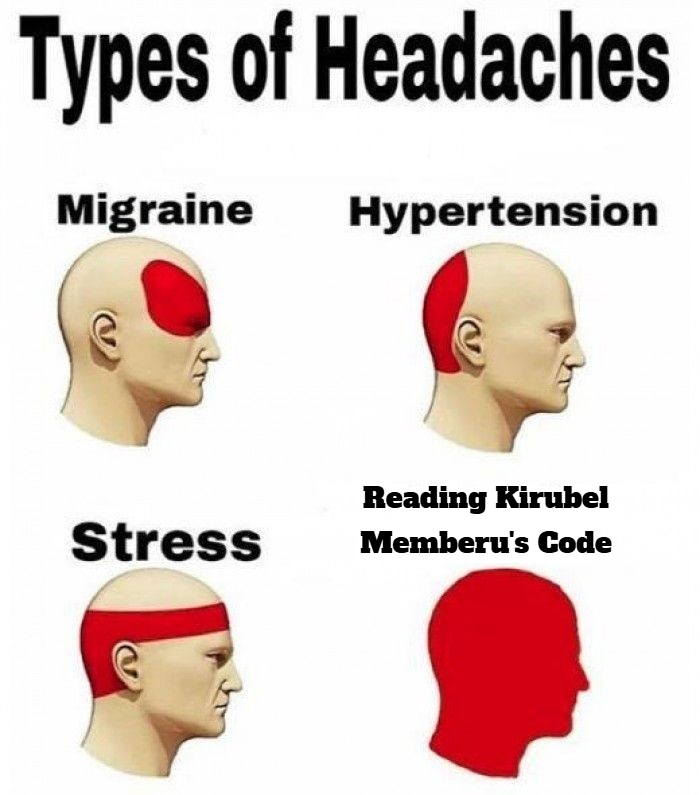 Types of Headaches
Migraine
Hypertension
Stress
Reading Kirubel
Memberu's Code